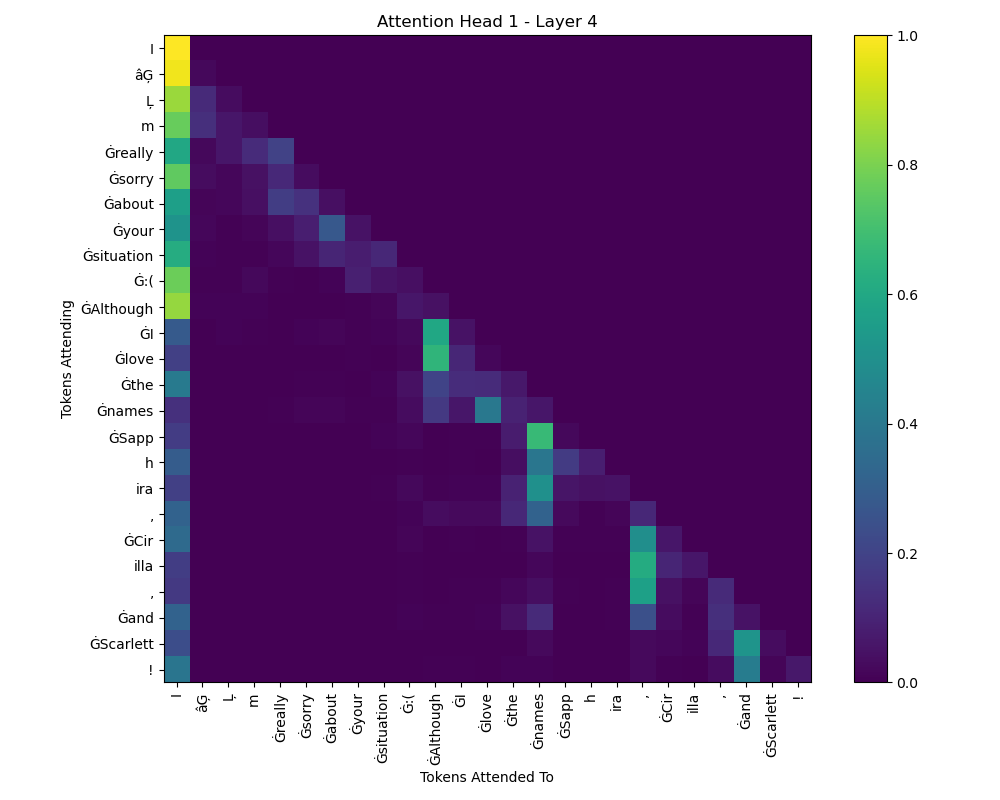 Attention Head 1 - Layer 4
Tokens Attending
I
âĢ
Ļ
m
Ġreally
Ġsorry
Ġabout
Ġyour
Ġsituation
Ġ:(
ĠAlthough
ĠI
Ġlove
Ġthe
Ġnames
ĠSapp
h
ira
,
ĠCir
illa
,
Ġand
ĠScarlett
!
I
âĢ
Ļ
m
Ġreally
Ġsorry
Ġabout
Ġyour
Ġsituation
Ġ:(
ĠAlthough
ĠI
Ġlove
Ġthe
Ġnames
ĠSapp
h
ira
,
ĠCir
illa
,
Ġand
ĠScarlett
!
Tokens Attended To
1.0
0.8
0.6
0.4
0.2
0.0